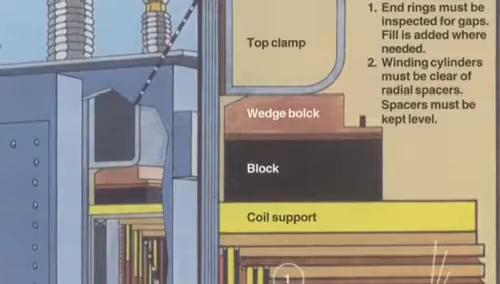 1. End rings must be
inspected for gaps.
Fill is added where
needed.
2. Winding cylinders
must be clear of
radial spacers.
Spacers must be
kept level.
Top clamp
Wedge bolck
Block
Coil support
1